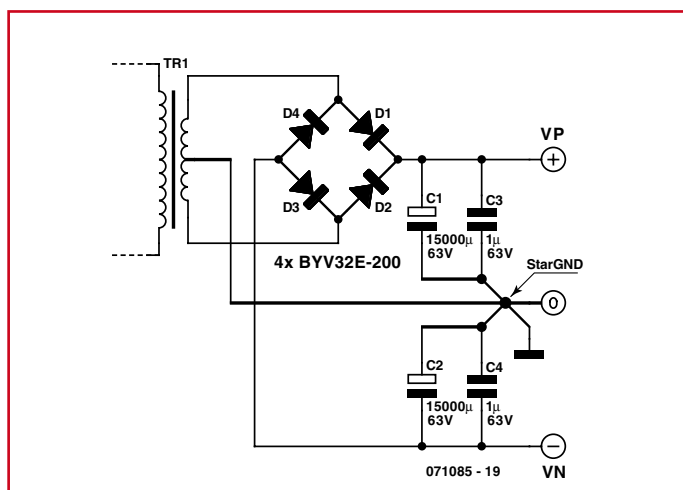 TR1
D4
D1
D3
D2
4x BYV32E-200
VP
+
C1
15000µ
63V
C3
1µ
63V
StarGND
0
C2
15000µ
63V
C4
1µ
63V
−
VN
071085 - 19